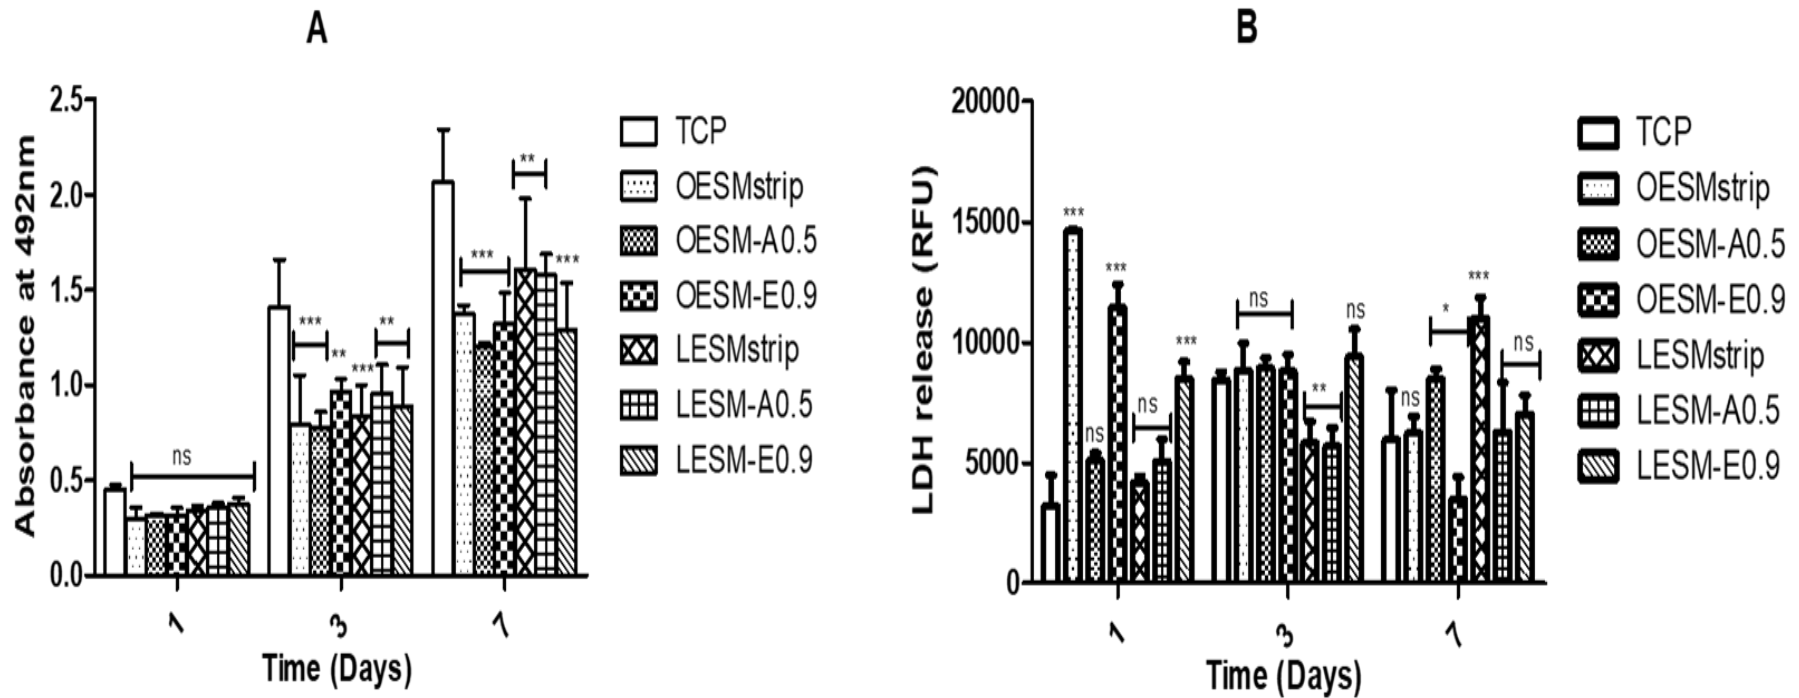 A
Absorbance at 492nm
2.5
2.0
1.5
1.0
0.5
0.0
ns
***
**
***
**
***
**
***
1
3
7
Time (Days)
TCP
OESMstrip
OESM-A0.5
OESM-E0.9
LESMstrip
LESM-A0.5
LESM-E0.9
B
LDH release (RFU)
20000
15000
10000
5000
0
***
ns
***
ns
***
ns
**
ns
ns
*
***
ns
1
3
7
Time (Days)
TCP
OESMstrip
OESM-A0.5
OESM-E0.9
LESMstrip
LESM-A0.5
LESM-E0.9